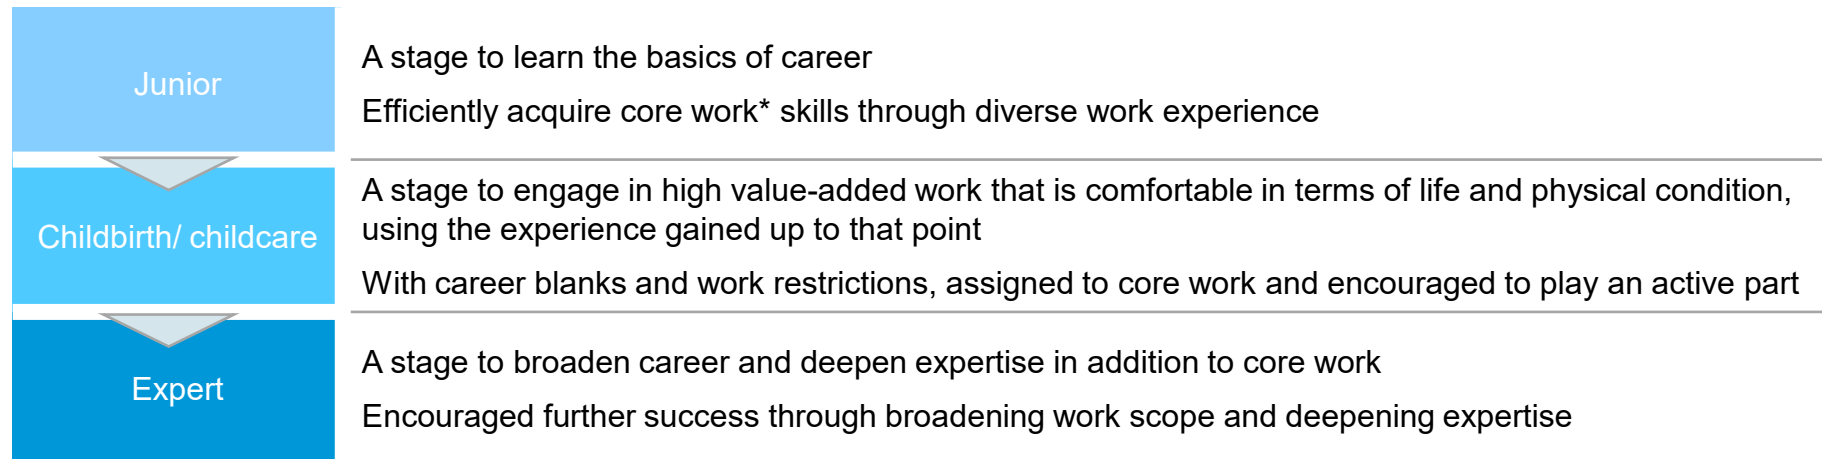 Junior
A stage to learn the basics of career
Efficiently acquire core work* skills through diverse work experience
Childbirth/ childcare
A stage to engage in high value-added work that is comfortable in terms of life and physical condition,
using the experience gained up to that point
With career blanks and work restrictions, assigned to core work and encouraged to play an active part
Expert
A stage to broaden career and deepen expertise in addition to core work
Encouraged further success through broadening work scope and deepening expertise